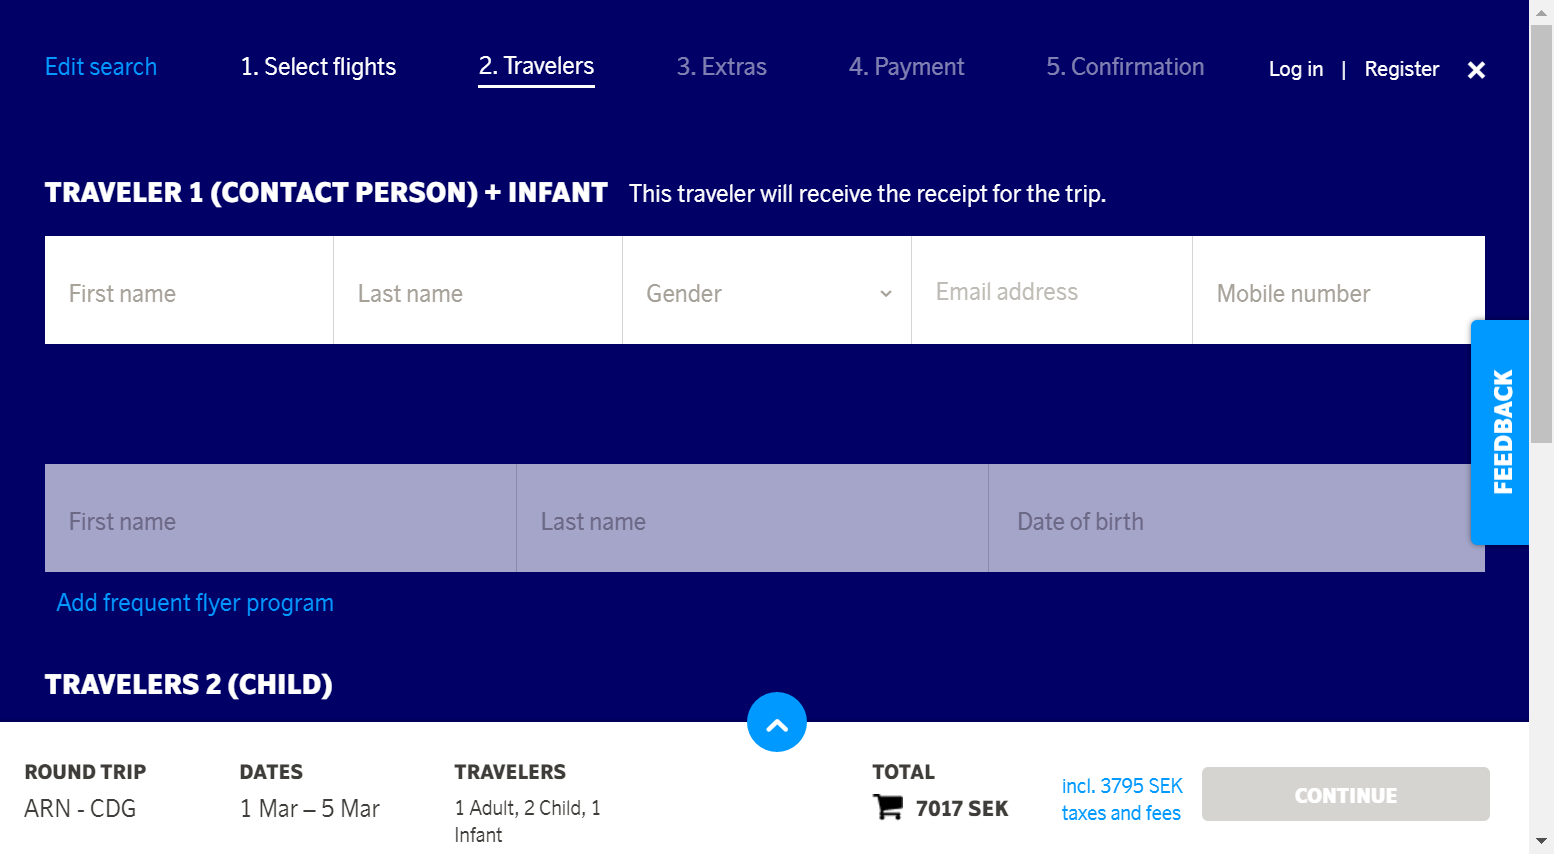 Edit search
1. Select flights
2. Travelers
3. Extras
4. Payment
5. Confirmation
Log in | Register
TRAVELER 1 (CONTACT PERSON) + INFANT This traveler will receive the receipt for the trip.
First name
Last name
Gender
Email address
Mobile number
FEEDBACK
First name
Last name
Date of birth
Add frequent flyer program
TRAVELERS 2 (CHILD)
ROUND TRIP
ARN - CDG
DATES
1 Mar – 5 Mar
TRAVELERS
1 Adult, 2 Child, 1
Infant
TOTAL
7017 SEK
incl. 3795 SEK
taxes and fees
CONTINUE